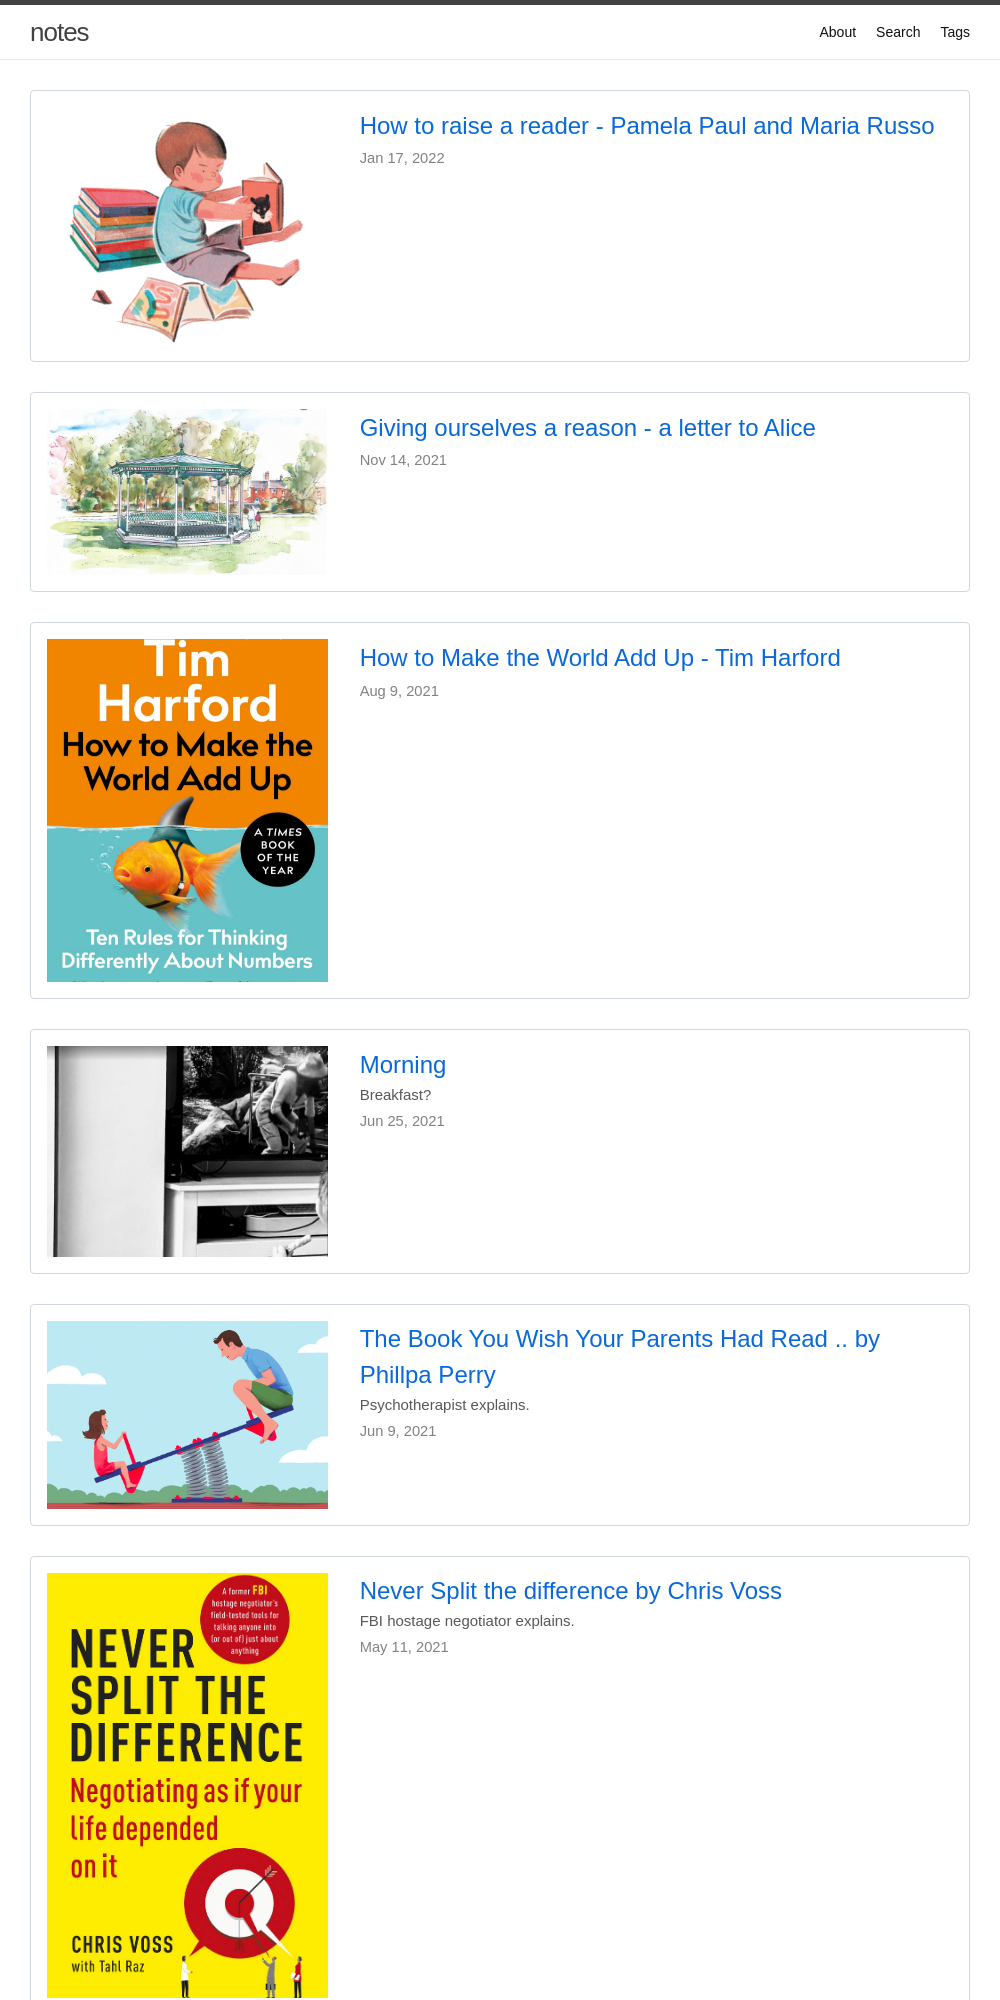 notes
About Search Tags
How to raise a reader - Pamela Paul and Maria Russo
Jan 17, 2022
Giving ourselves a reason - a letter to Alice
Nov 14, 2021
Tim
Harford
How to Make the
World Add Up
A TIMES
BOOK
OF THE
YEAR
Ten Rules for Thinking
Differently About Numbers
How to Make the World Add Up - Tim Harford
Aug 9, 2021
Morning
Breakfast?
Jun 25, 2021
The Book You Wish Your Parents Had Read .. by
Phillpa Perry
Psychotherapist explains.
Jun 9, 2021
A former FBI
hostage negotiator's
field-tested tools for
talking anyone into
(or out of) just about
anything
NEVER
SPLIT THE
DIFFERENCE
Negotiating as if your
life depended
on it
CHRIS VOSS
with Tahl Raz
Never Split the difference by Chris Voss
FBI hostage negotiator explains.
May 11, 2021